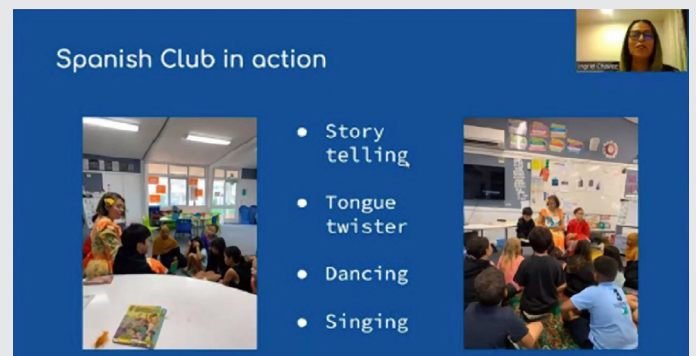 Spanish Club in action
Ingrid Chavez
Story
telling
Tongue
twister
Dancing
Singing